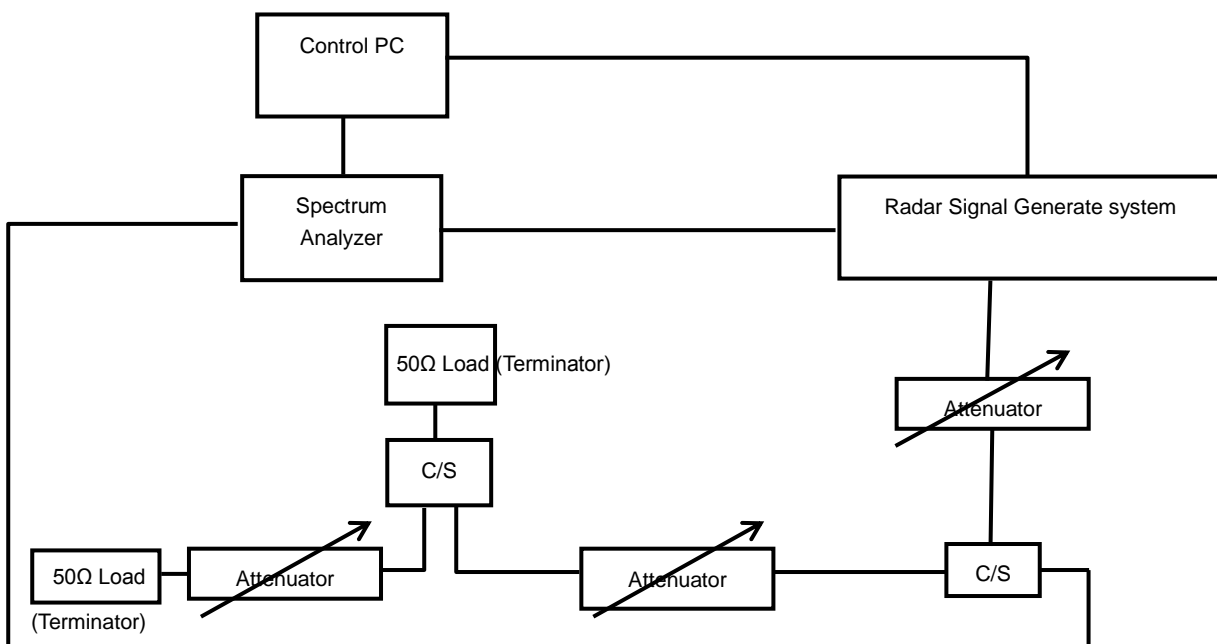 Control PC
Spectrum
Analyzer
Radar Signal Generate system
50Ω Load (Terminator)
Attenuator
C/S
50Ω Load
(Terminator)
Attenuator
Attenuator
C/S